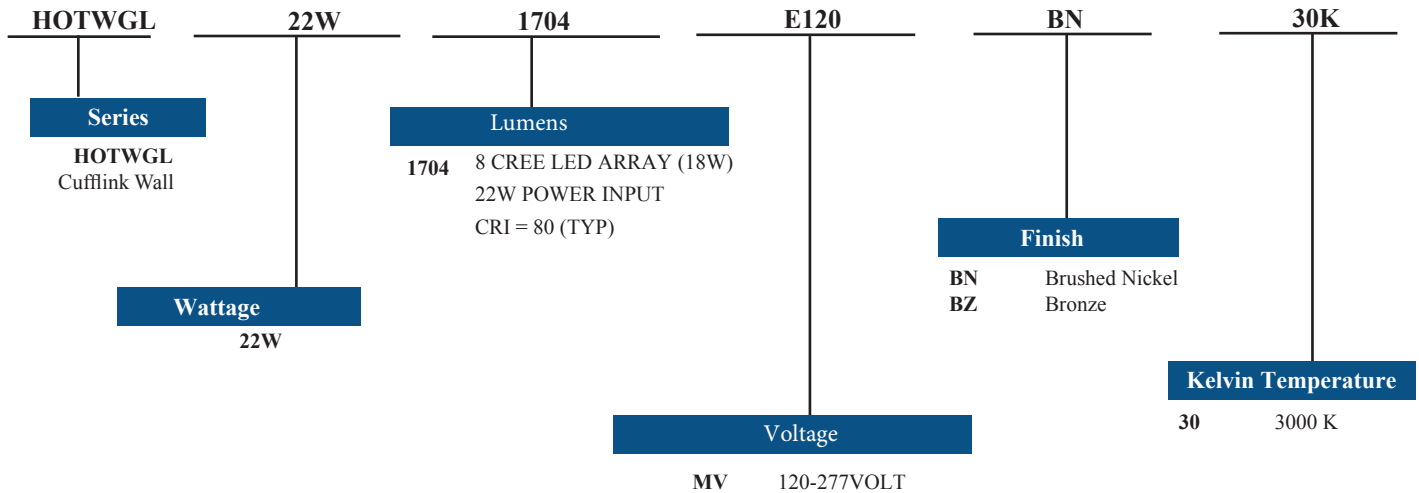 HOTWGL 22W 1704 E120 BN 30K
Series
HOTWGL
Cufflink Wall
Lumens
1704 8 CREE LED ARRAY (18W)
22W POWER INPUT
CRI = 80 (TYP)
Finish
BN Brushed Nickel
BZ Bronze
Wattage
22W
Kelvin Temperature
30 3000 K
Voltage
MV 120-277VOLT